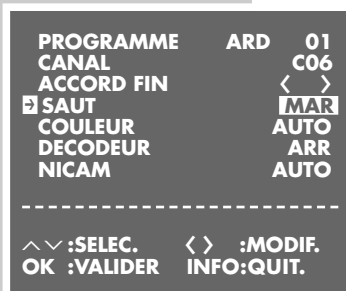 PROGRAMME ARD 01
CANAL C06
ACCORD FIN < >
SAUT MAR
COULEUR AUTO
DECODEUR ARR
NICAM AUTO
:SELEC. < > :MODIF.
OK :VALIDER INFO:QUIT.